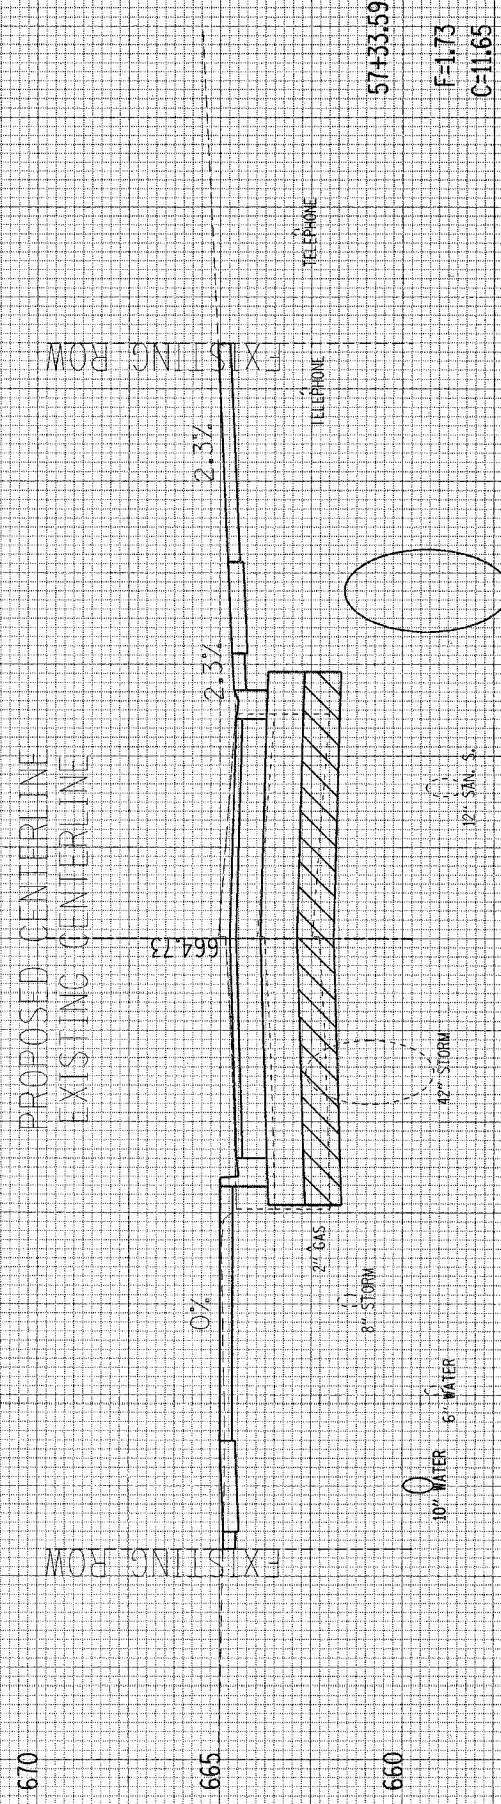 PROPOSED CENTERLINE
EXISTING CENTERLINE
670
EXISTING ROW
EXISTING ROW
665
0%
664.73
2.3%
2.3%
660
2" GAS
8" STORM
6" WATER
10" WATER
42" STORM
12" SAN. S.
TELEPHONE
TELEPHONE
57+33.59
F=1.73
C=11.65